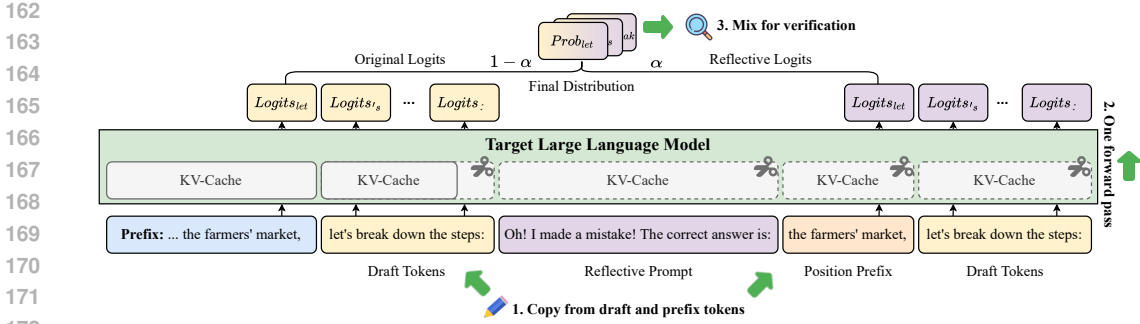 162
163
164
165
166
167
168
169
170
171
Prob_let s ak
3. Mix for verification
Original Logits
1 − α
α
Reflective Logits
Final Distribution
Logits_let
Logits_'s
...
Logits_:
Logits_let
Logits_'s
...
Logits_:
2. One forward pass
Target Large Language Model
KV-Cache
KV-Cache
KV-Cache
KV-Cache
KV-Cache
Prefix: ... the farmers' market,
let's break down the steps:
Oh! I made a mistake! The correct answer is:
the farmers' market,
let's break down the steps:
Draft Tokens
Reflective Prompt
Position Prefix
Draft Tokens
1. Copy from draft and prefix tokens